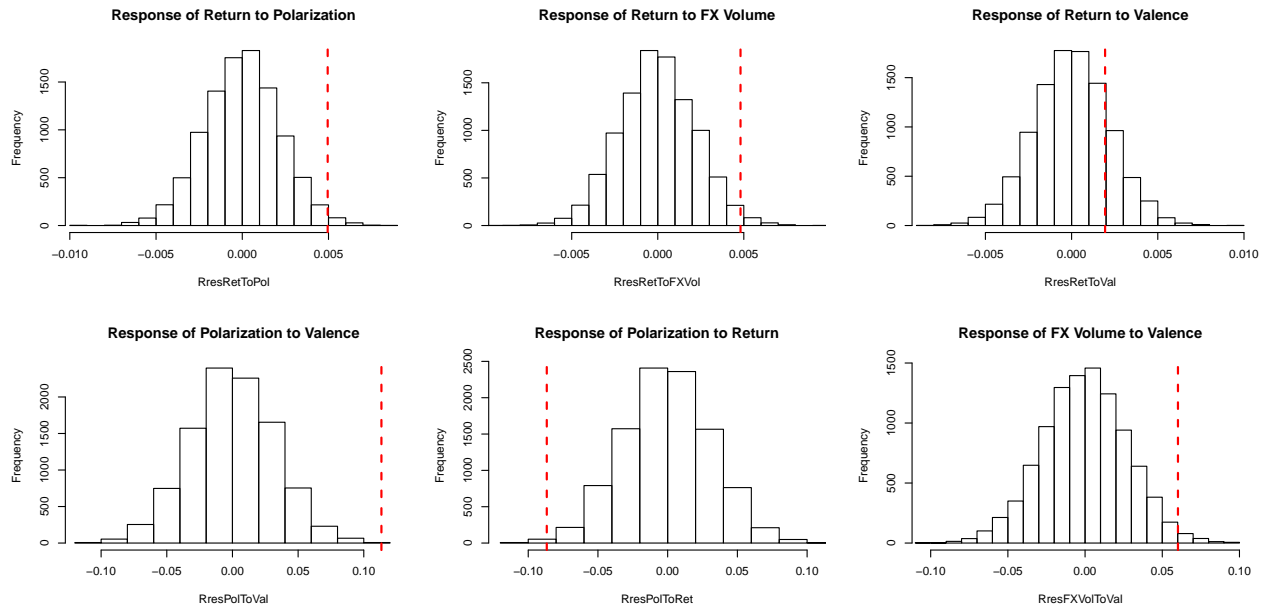 Response of Return to Polarization
Frequency
0 500 1000 1500
−0.010 −0.005 0.000 0.005
RresRetToPol
Response of Return to FX Volume
Frequency
0 500 1000 1500
−0.005 0.000 0.005
RresRetToFXVol
Response of Return to Valence
Frequency
0 500 1000 1500
−0.005 0.000 0.005 0.010
RresRetToVal
Response of Polarization to Valence
Frequency
0 500 1000 1500 2000
−0.10 −0.05 0.00 0.05 0.10
RresPolToVal
Response of Polarization to Return
Frequency
0 500 1000 1500 2000 2500
−0.10 −0.05 0.00 0.05 0.10
RresPolToRet
Response of FX Volume to Valence
Frequency
0 500 1000 1500
−0.10 −0.05 0.00 0.05 0.10
RresFXVolToVal